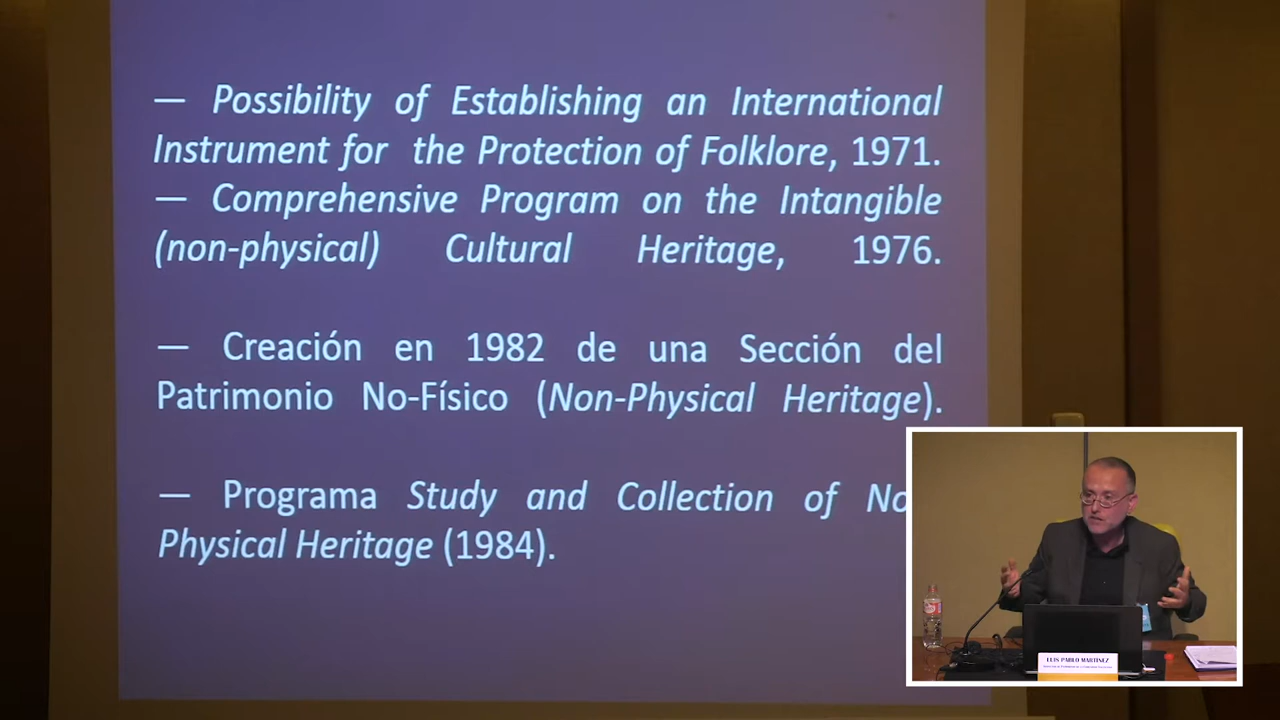 — Possibility of Establishing an International
Instrument for the Protection of Folklore, 1971.
— Comprehensive Program on the Intangible
(non-physical) Cultural Heritage, 1976.
— Creación en 1982 de una Sección del
Patrimonio No-Físico (Non-Physical Heritage).
— Programa Study and Collection of No
Physical Heritage (1984).
LUIS PABLO MARTÍNEZ